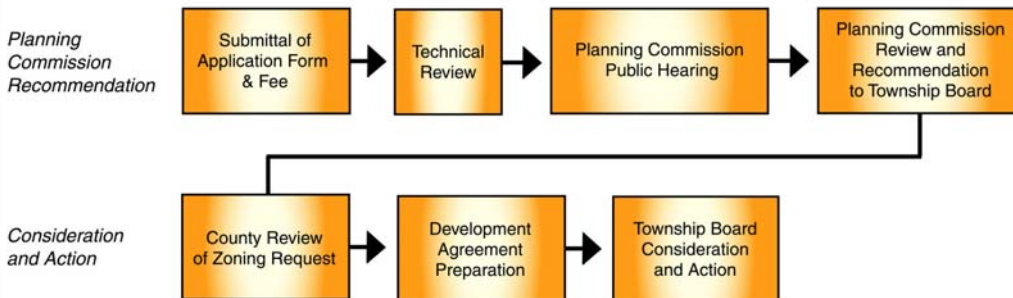 Planning
Commission
Recommendation
Submittal of
Application Form
& Fee
Technical
Review
Planning Commission
Public Hearing
Planning Commission
Review and
Recommendation
to Township Board
Consideration
and Action
County Review
of Zoning Request
Development
Agreement
Preparation
Township Board
Consideration
and Action